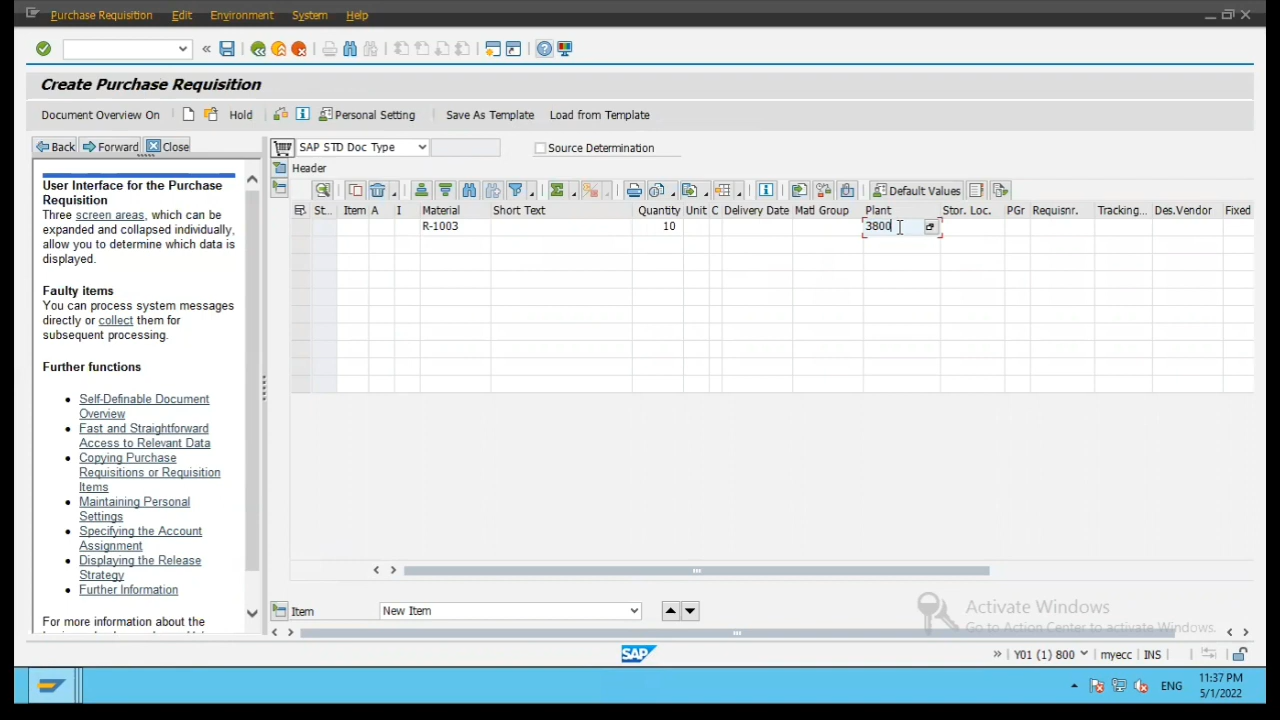 Purchase Requisition Edit Environment System Help
Create Purchase Requisition
Document Overview On Hold Personal Setting Save As Template Load from Template
Back Forward Close
SAP STD Doc Type Source Determination
Header
Default Values
St... Item A I Material Short Text Quantity Unit C Delivery Date Matl Group Plant Stor. Loc. PGr Requisnr. Tracking... Des.Vendor Fixed
R-1003 10 3800
User Interface for the Purchase
Requisition
Three screen areas, which can be
expanded and collapsed individually,
allow you to determine which data is
displayed.
Faulty items
You can process system messages
directly or collect them for
subsequent processing.
Further functions
• Self-Definable Document
Overview
• Fast and Straightforward
Access to Relevant Data
• Copying Purchase
Requisitions or Requisition
Items
• Maintaining Personal
Settings
• Specifying the Account
Assignment
• Displaying the Release
Strategy
• Further Information
For more information about the
Item New Item
Activate Windows
Go to Action Center to activate Windows.
SAP
Y01 (1) 800 myecc INS
ENG
11:37 PM
5/1/2022